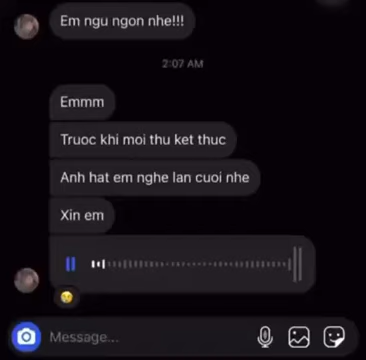 Em ngu ngon nhe!!!
2:07 AM
Emmm
Truoc khi moi thu ket thuc
Anh hat em nghe lan cuoi nhe
Xin em
Message...